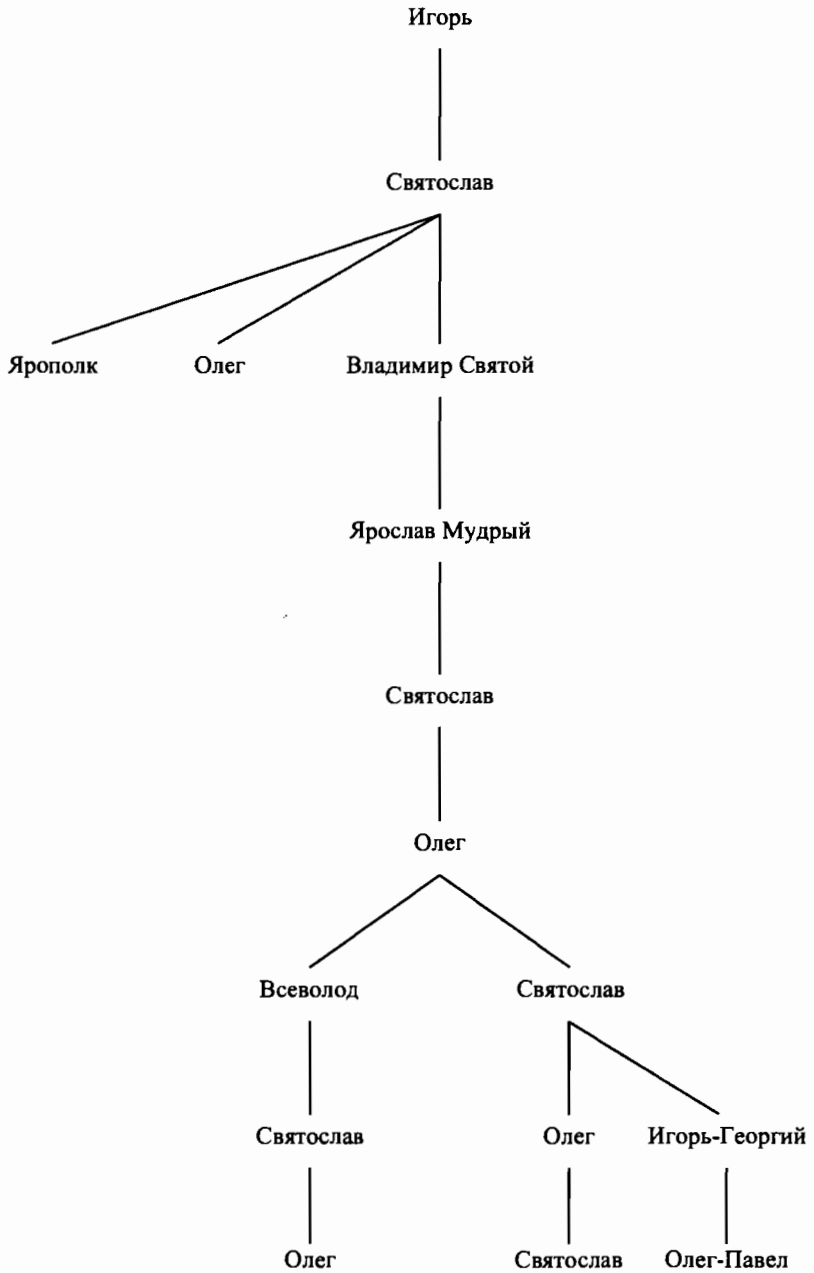 Игорь
Святослав
Ярополк Олег Владимир Святой
Ярослав Мудрый
Святослав
Олег
Всеволод Святослав
Святослав Олег Игорь-Георгий
Олег Святослав Олег-Павел